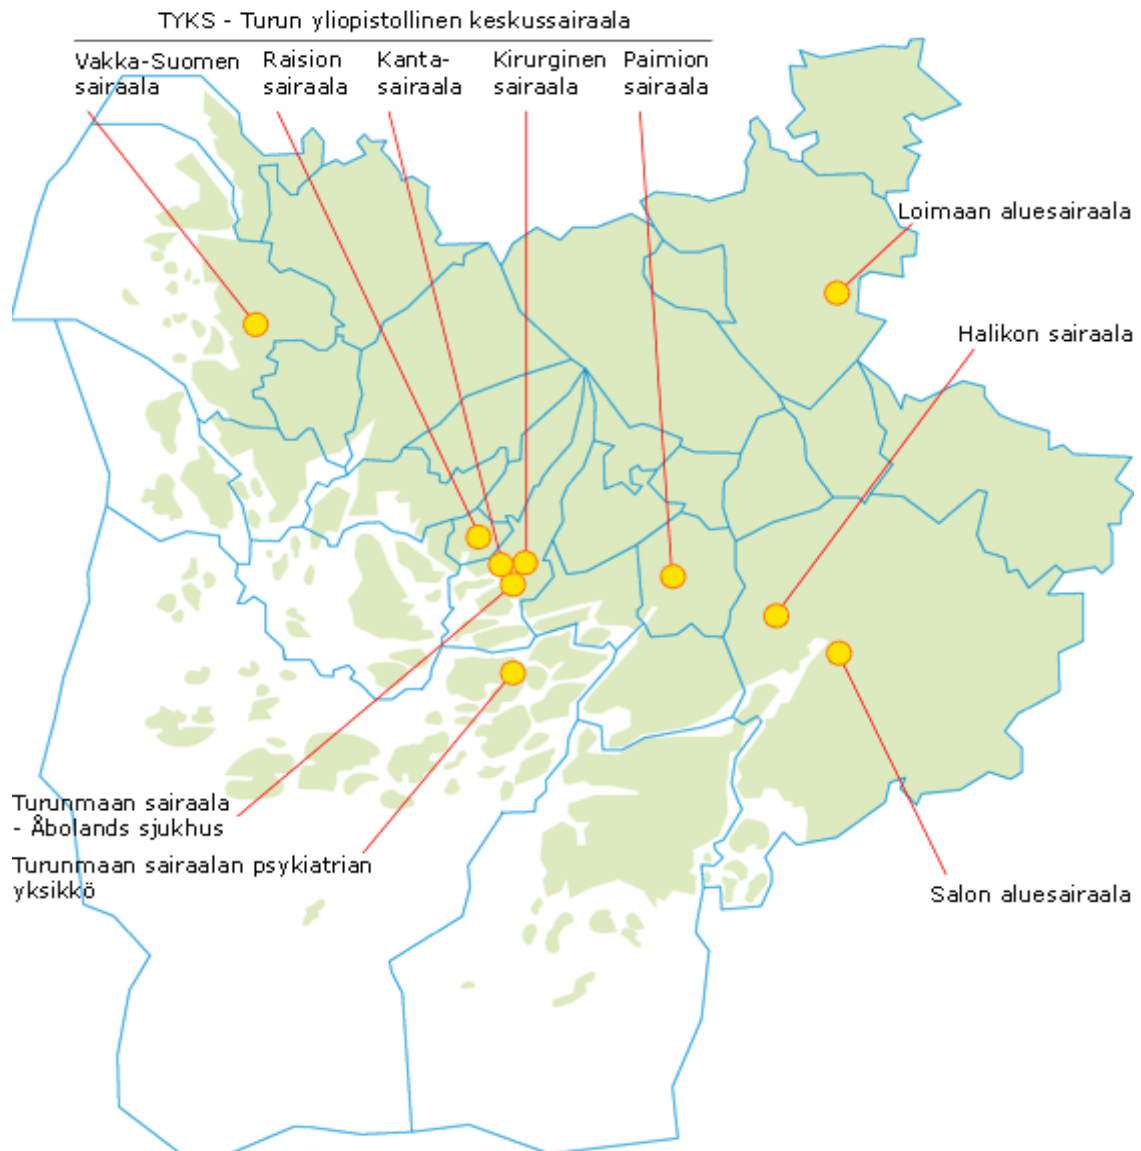 TYKS - Turun yliopistollinen keskussairaala
Vakka-Suomen
sairaala
Raision
sairaala
Kanta-
sairaala
Kirurginen
sairaala
Paimion
sairaala
Loimaan aluesairaala
Halikon sairaala
Turunmaan sairaala
- Åbolands sjukhus
Turunmaan sairaalan psykiatrian
yksikkö
Salon aluesairaala